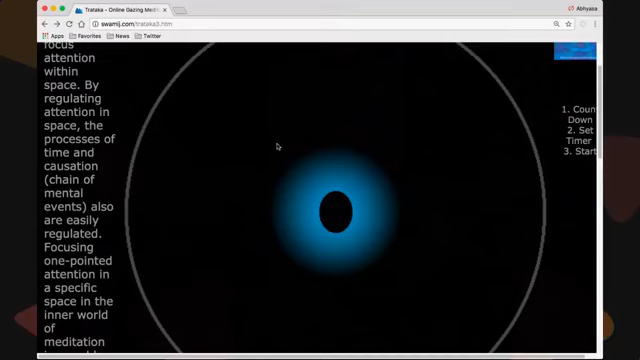 Trataka - Online Gazing Medi
Abhyasa
swamij.com/trataka3.htm
Apps Favorites News Twitter
focus
attention
within
space. By
regulating
attention in
space, the
processes of
time and
causation
(chain of
mental
events) also
are easily
regulated.
Focusing
one-pointed
attention in
a specific
space in the
inner world
of
meditation
1. Coun
Down
2. Set
Timer
3. Start